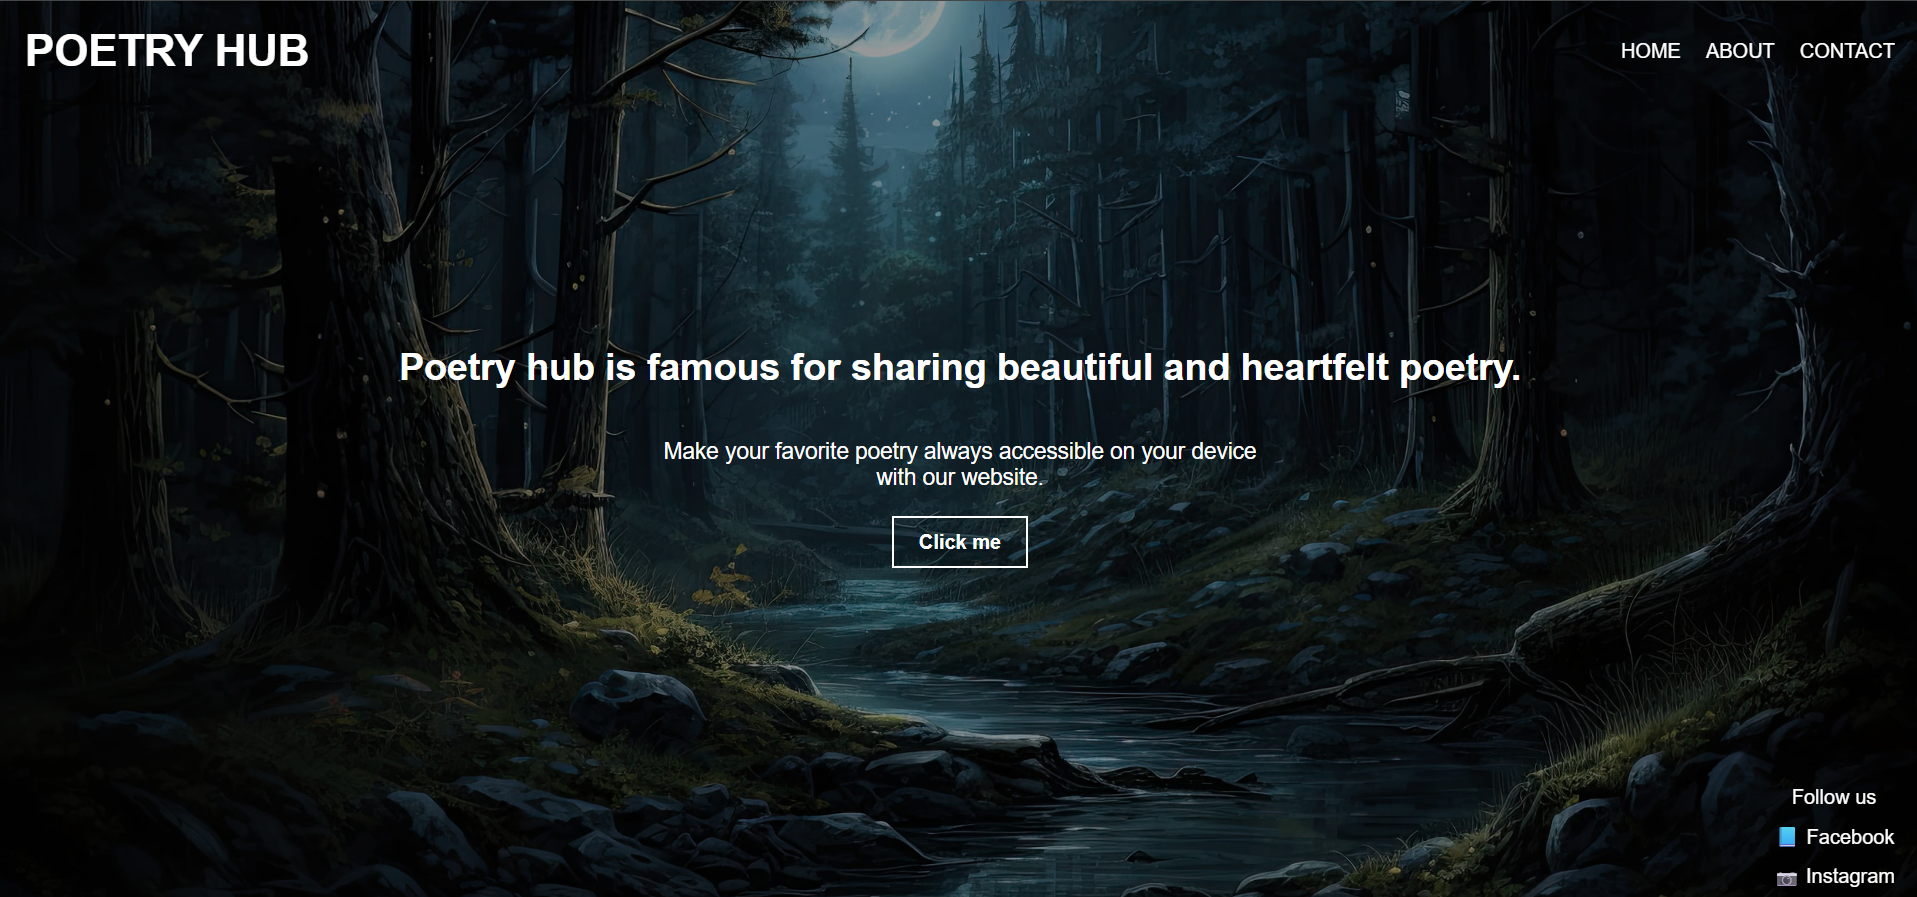 POETRY HUB
HOME ABOUT CONTACT
Poetry hub is famous for sharing beautiful and heartfelt poetry.
Make your favorite poetry always accessible on your device
with our website.
Click me
Follow us
Facebook
Instagram